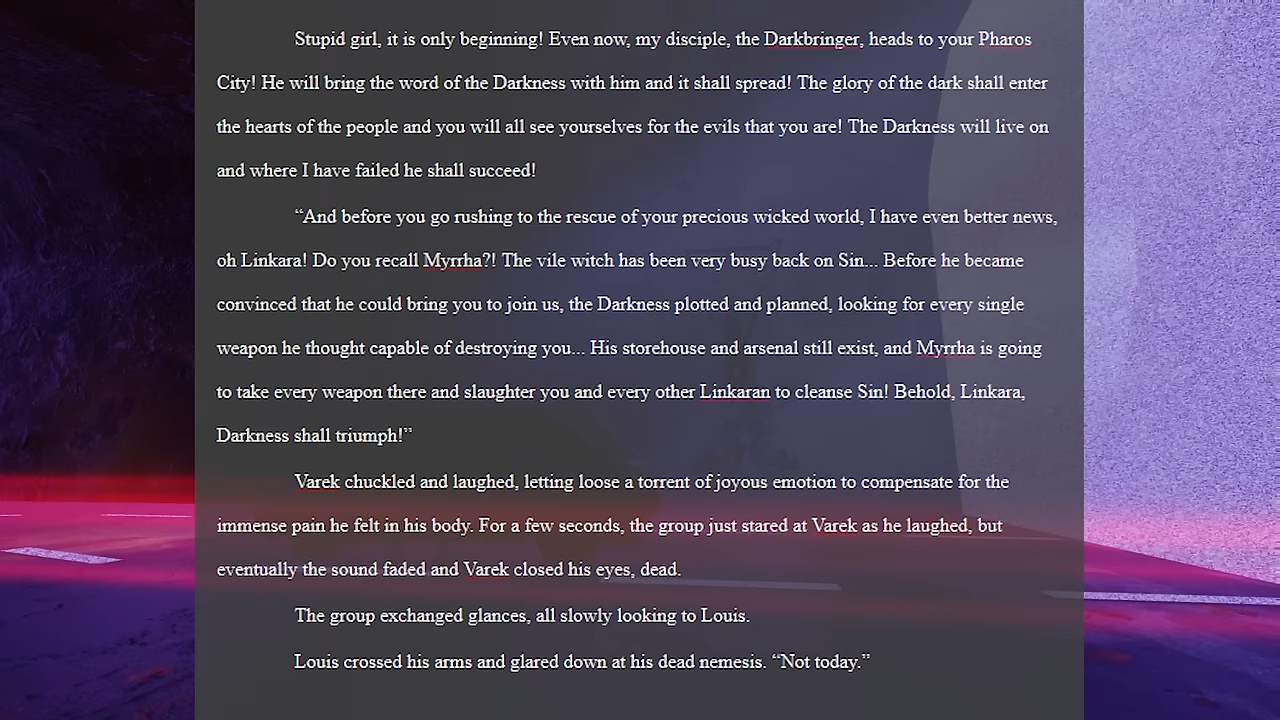 Stupid girl, it is only beginning! Even now, my disciple, the Darkbringer, heads to your Pharos
City! He will bring the word of the Darkness with him and it shall spread! The glory of the dark shall enter
the hearts of the people and you will all see yourselves for the evils that you are! The Darkness will live on
and where I have failed he shall succeed!
“And before you go rushing to the rescue of your precious wicked world, I have even better news,
oh Linkara! Do you recall Myrrha?! The vile witch has been very busy back on Sin... Before he became
convinced that he could bring you to join us, the Darkness plotted and planned, looking for every single
weapon he thought capable of destroying you... His storehouse and arsenal still exist, and Myrrha is going
to take every weapon there and slaughter you and every other Linkaran to cleanse Sin! Behold, Linkara,
Darkness shall triumph!”
Varek chuckled and laughed, letting loose a torrent of joyous emotion to compensate for the
immense pain he felt in his body. For a few seconds, the group just stared at Varek as he laughed, but
eventually the sound faded and Varek closed his eyes, dead.
The group exchanged glances, all slowly looking to Louis.
Louis crossed his arms and glared down at his dead nemesis. “Not today.”